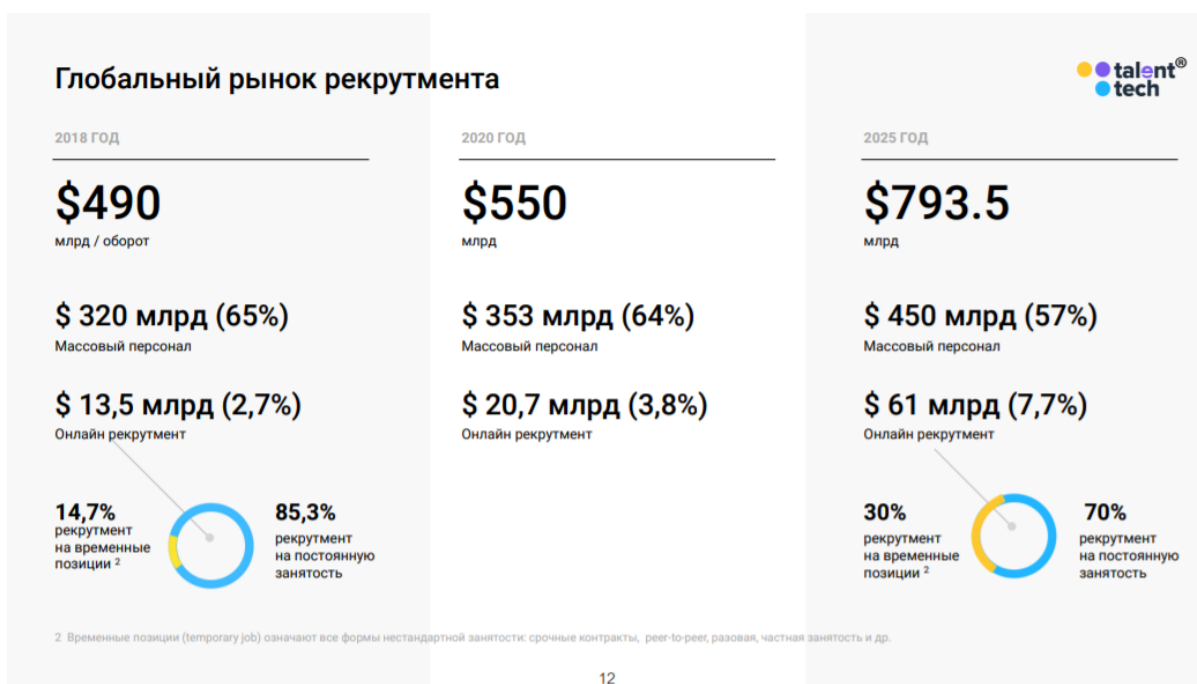 Глобальный рынок рекрутмента
talent®
tech
2018 ГОД
$490
млрд / оборот
$ 320 млрд (65%)
Массовый персонал
$ 13,5 млрд (2,7%)
Онлайн рекрутмент
14,7%
рекрутмент
на временные
позиции ²
85,3%
рекрутмент
на постоянную
занятость
2020 ГОД
$550
млрд
$ 353 млрд (64%)
Массовый персонал
$ 20,7 млрд (3,8%)
Онлайн рекрутмент
2025 ГОД
$793.5
млрд
$ 450 млрд (57%)
Массовый персонал
$ 61 млрд (7,7%)
Онлайн рекрутмент
30%
рекрутмент
на временные
позиции ²
70%
рекрутмент
на постоянную
занятость
2 Временные позиции (temporary job) означают все формы нестандартной занятости: срочные контракты, peer-to-peer, разовая, частная занятость и др.
12